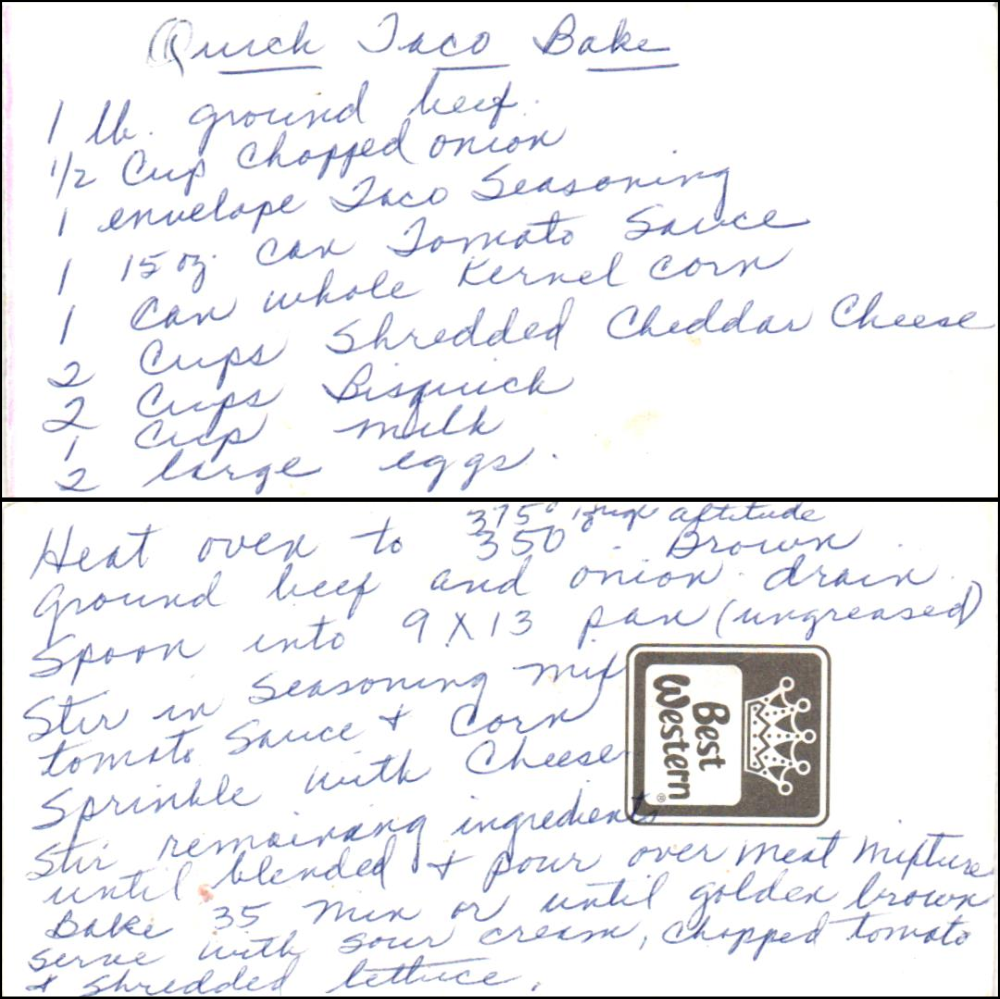 Quick Taco Bake
1 lb. ground beef.
1/2 Cup chopped onion
1 envelope Taco Seasoning
1 15 oz. can Tomato Sauce
1 can whole Kernel corn
2 cups Shredded Cheddar Cheese
2 cups Bisquick
1 cup milk
2 large eggs.
375° high altitude
Heat oven to 350 . Brown
ground beef and onion. drain.
Spoon into 9X13 pan (ungreased)
Stir in seasoning mix
tomato sauce + corn
Sprinkle with Cheese
Stir remainang ingredients
until blended + pour over meat mixture
Bake 35 min or until golden brown
serve with sour cream, chopped tomato
+ shredded lettuce.
Best
Western
®